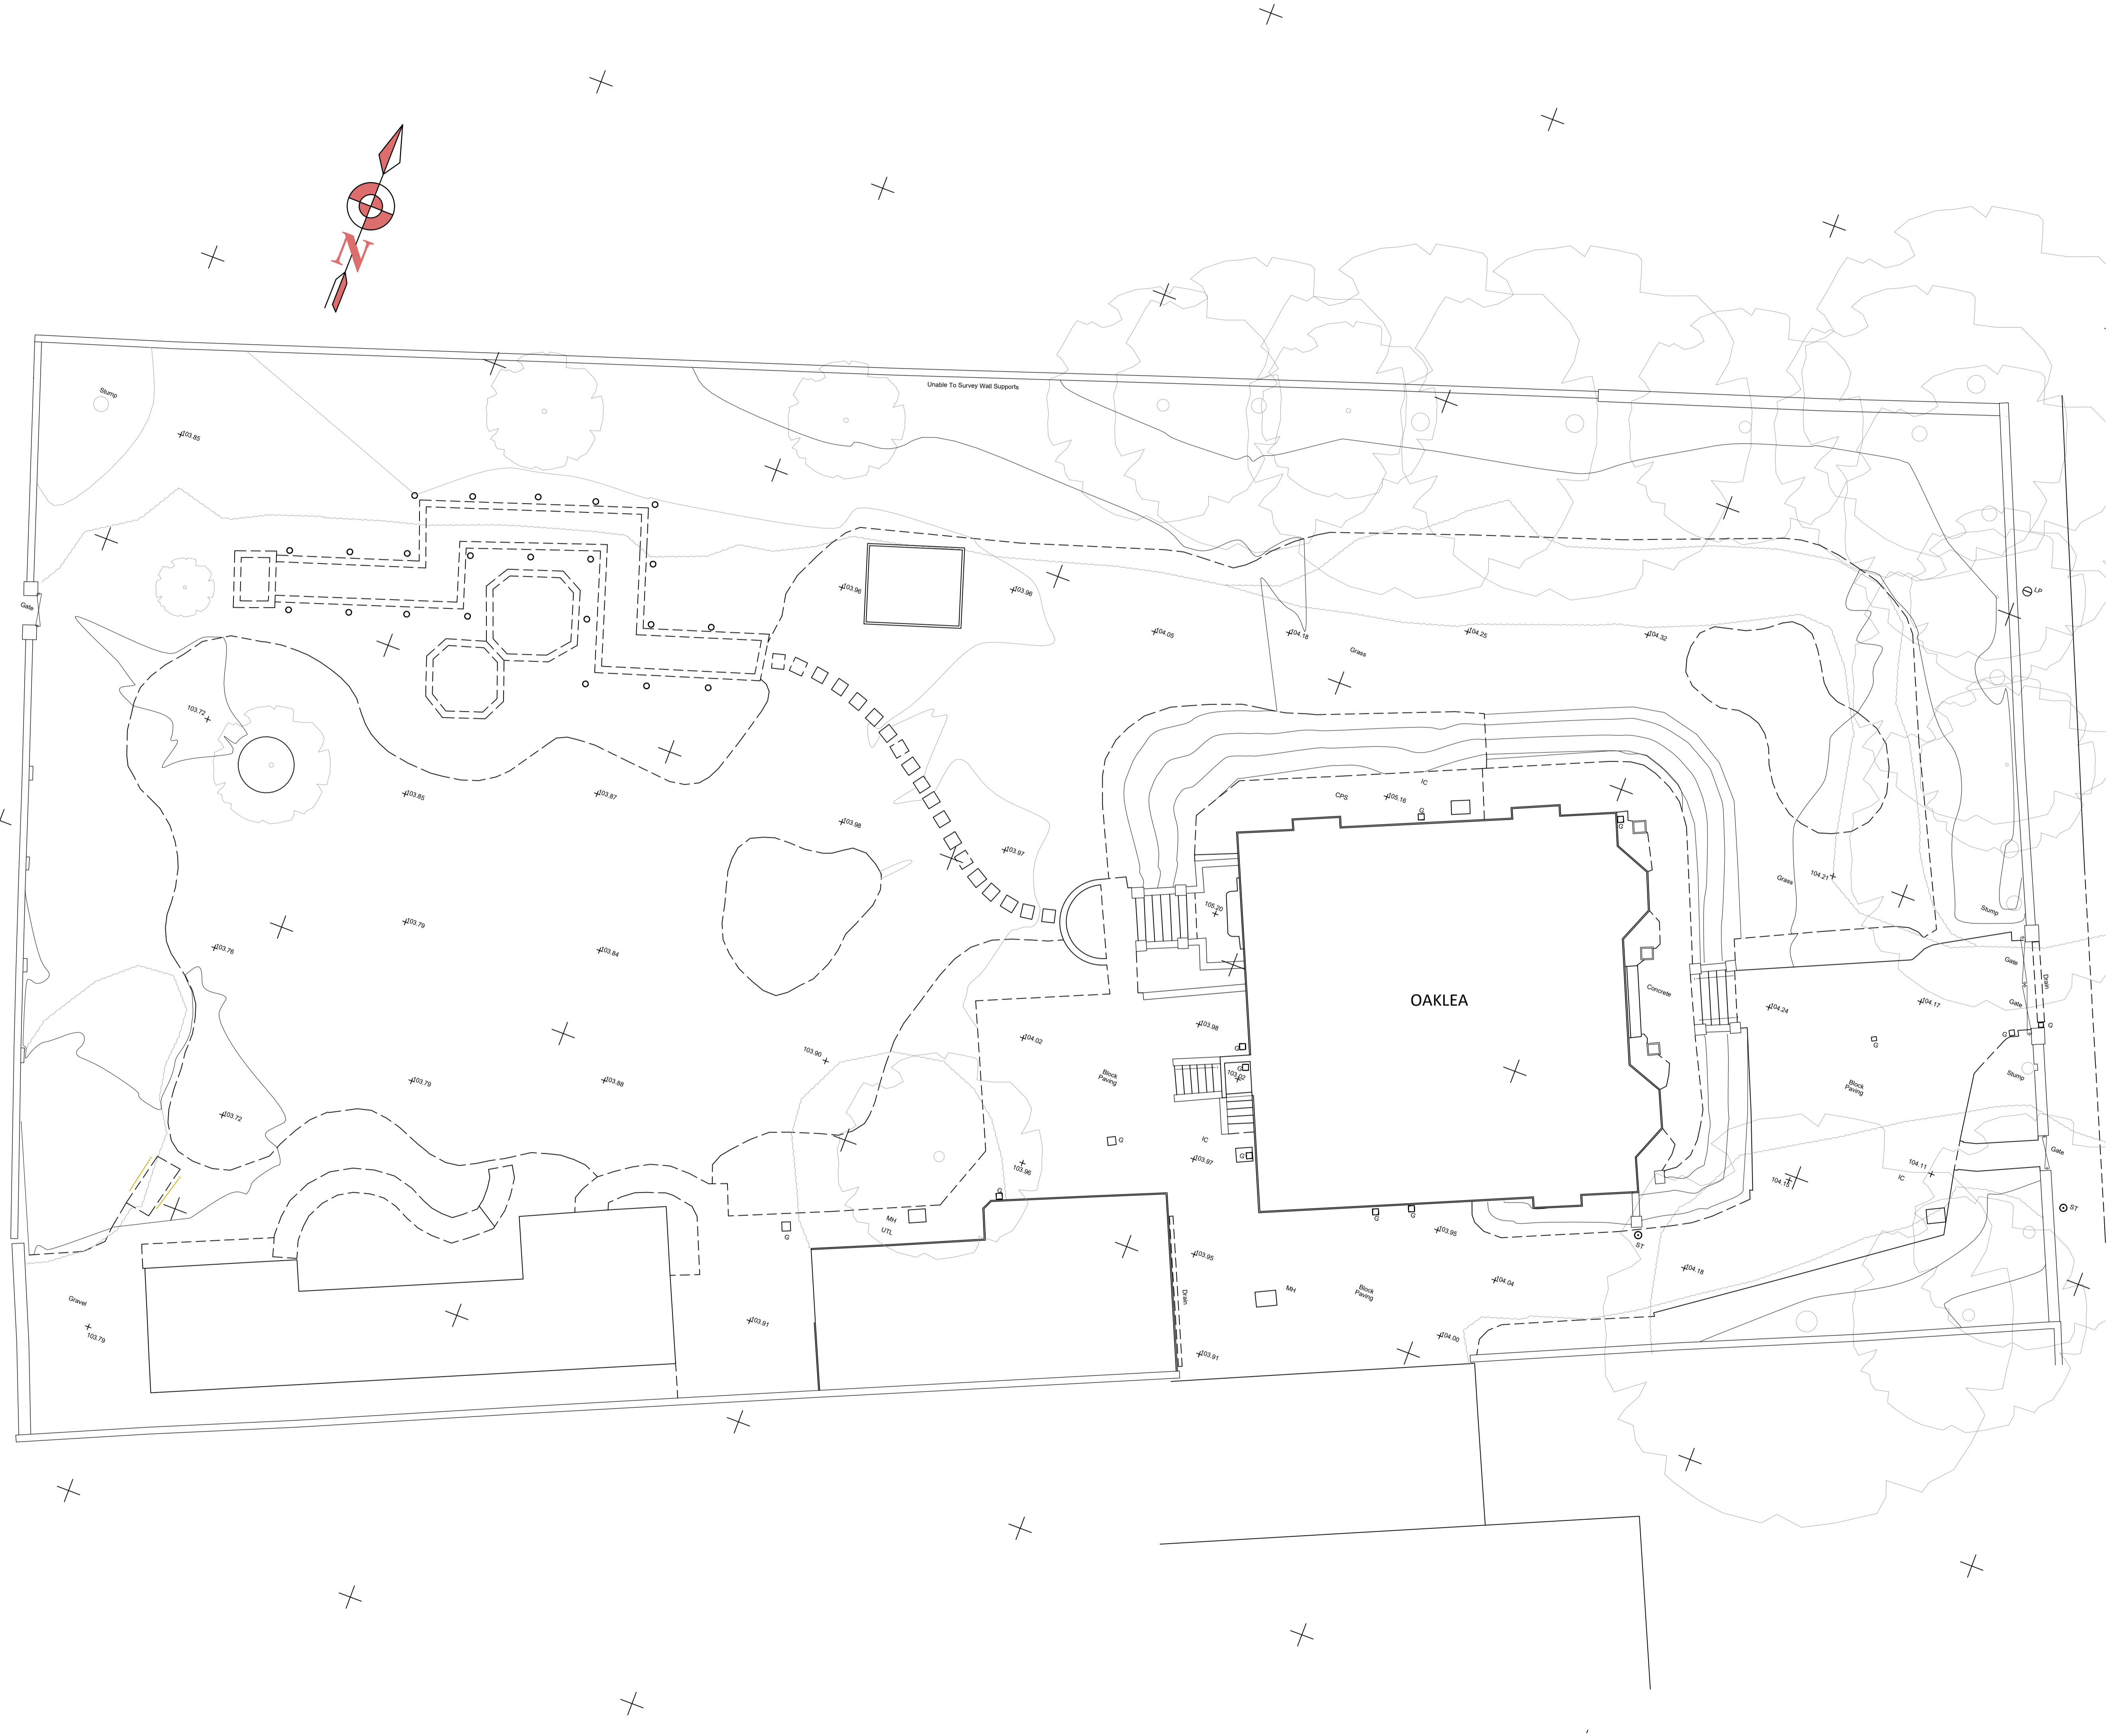 N
Unable To Survey Wall Supports
Stump
103.85
Gate
103.96
103.96
LP
104.05
104.18
104.25
104.32
Grass
103.72
103.85
103.87
IC
CPS
105.16
G
G
103.98
103.97
104.21
Grass
105.20
Stump
103.79
103.76
103.84
Gate
Drain
OAKLEA
Concrete
Gate
104.17
104.24
103.98
G
G
104.02
G
G
103.90
G
103.02
Block
Paving
103.79
103.88
Stump
Block
Paving
103.72
G
IC
Gate
G
103.97
103.96
104.11
IC
104.15
G
ST
MH
UTL
G
G
G
103.95
ST
103.95
104.18
104.04
MH
Block
Paving
Drain
Gravel
103.79
103.91
104.00
103.91